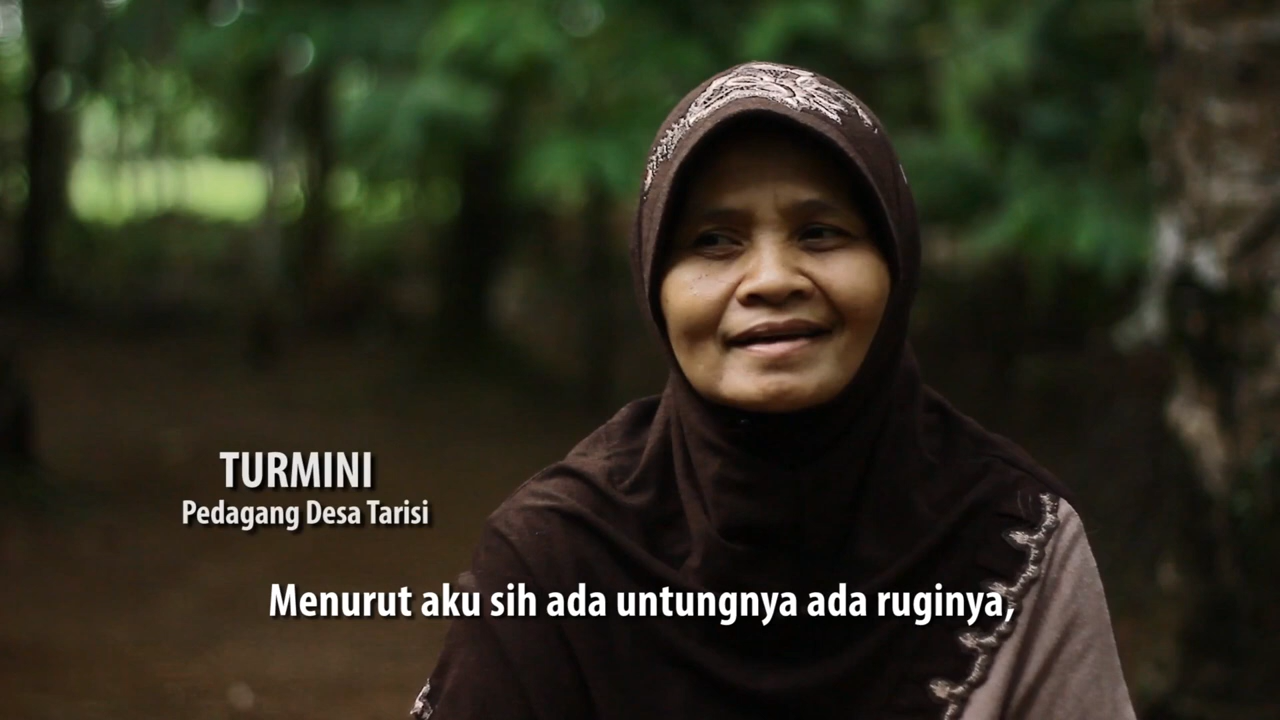 TURMINI
Pedagang Desa Tarisi
Menurut aku sih ada untungnya ada ruginya,